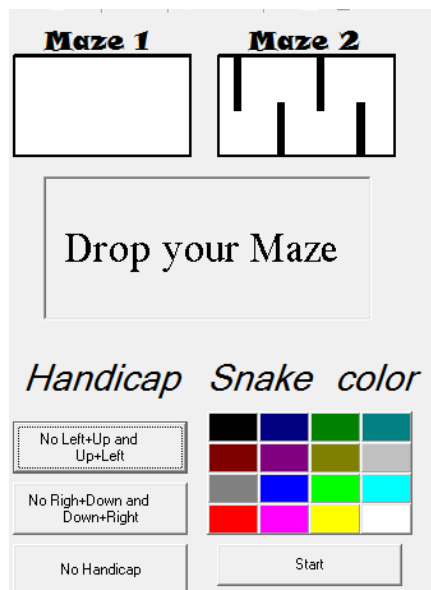 Maze 1
Maze 2
Drop your Maze
Handicap
Snake color
No Left+Up and
Up+Left
No Righ+Down and
Down+Right
No Handicap
Start